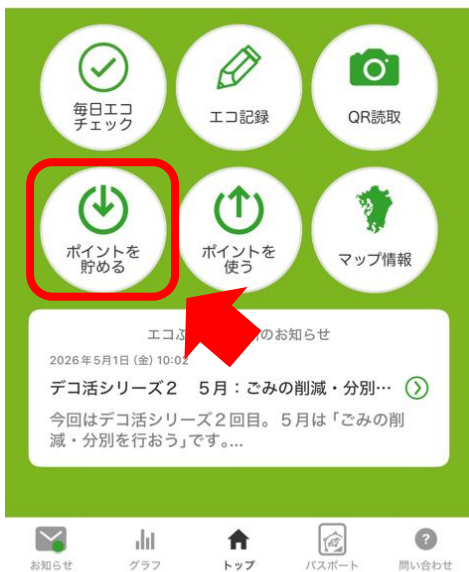 毎日エコ
チェック
エコ記録
QR読取
ポイントを
貯める
ポイントを
使う
マップ情報
エコふ
のお知らせ
2026年5月1日 (金) 10:02
デコ活シリーズ2 5月：ごみの削減・分別…
今回はデコ活シリーズ2回目。5月は「ごみの削
減・分別を行おう」です。...
お知らせ
グラフ
トップ
パスポート
?
問い合わせ